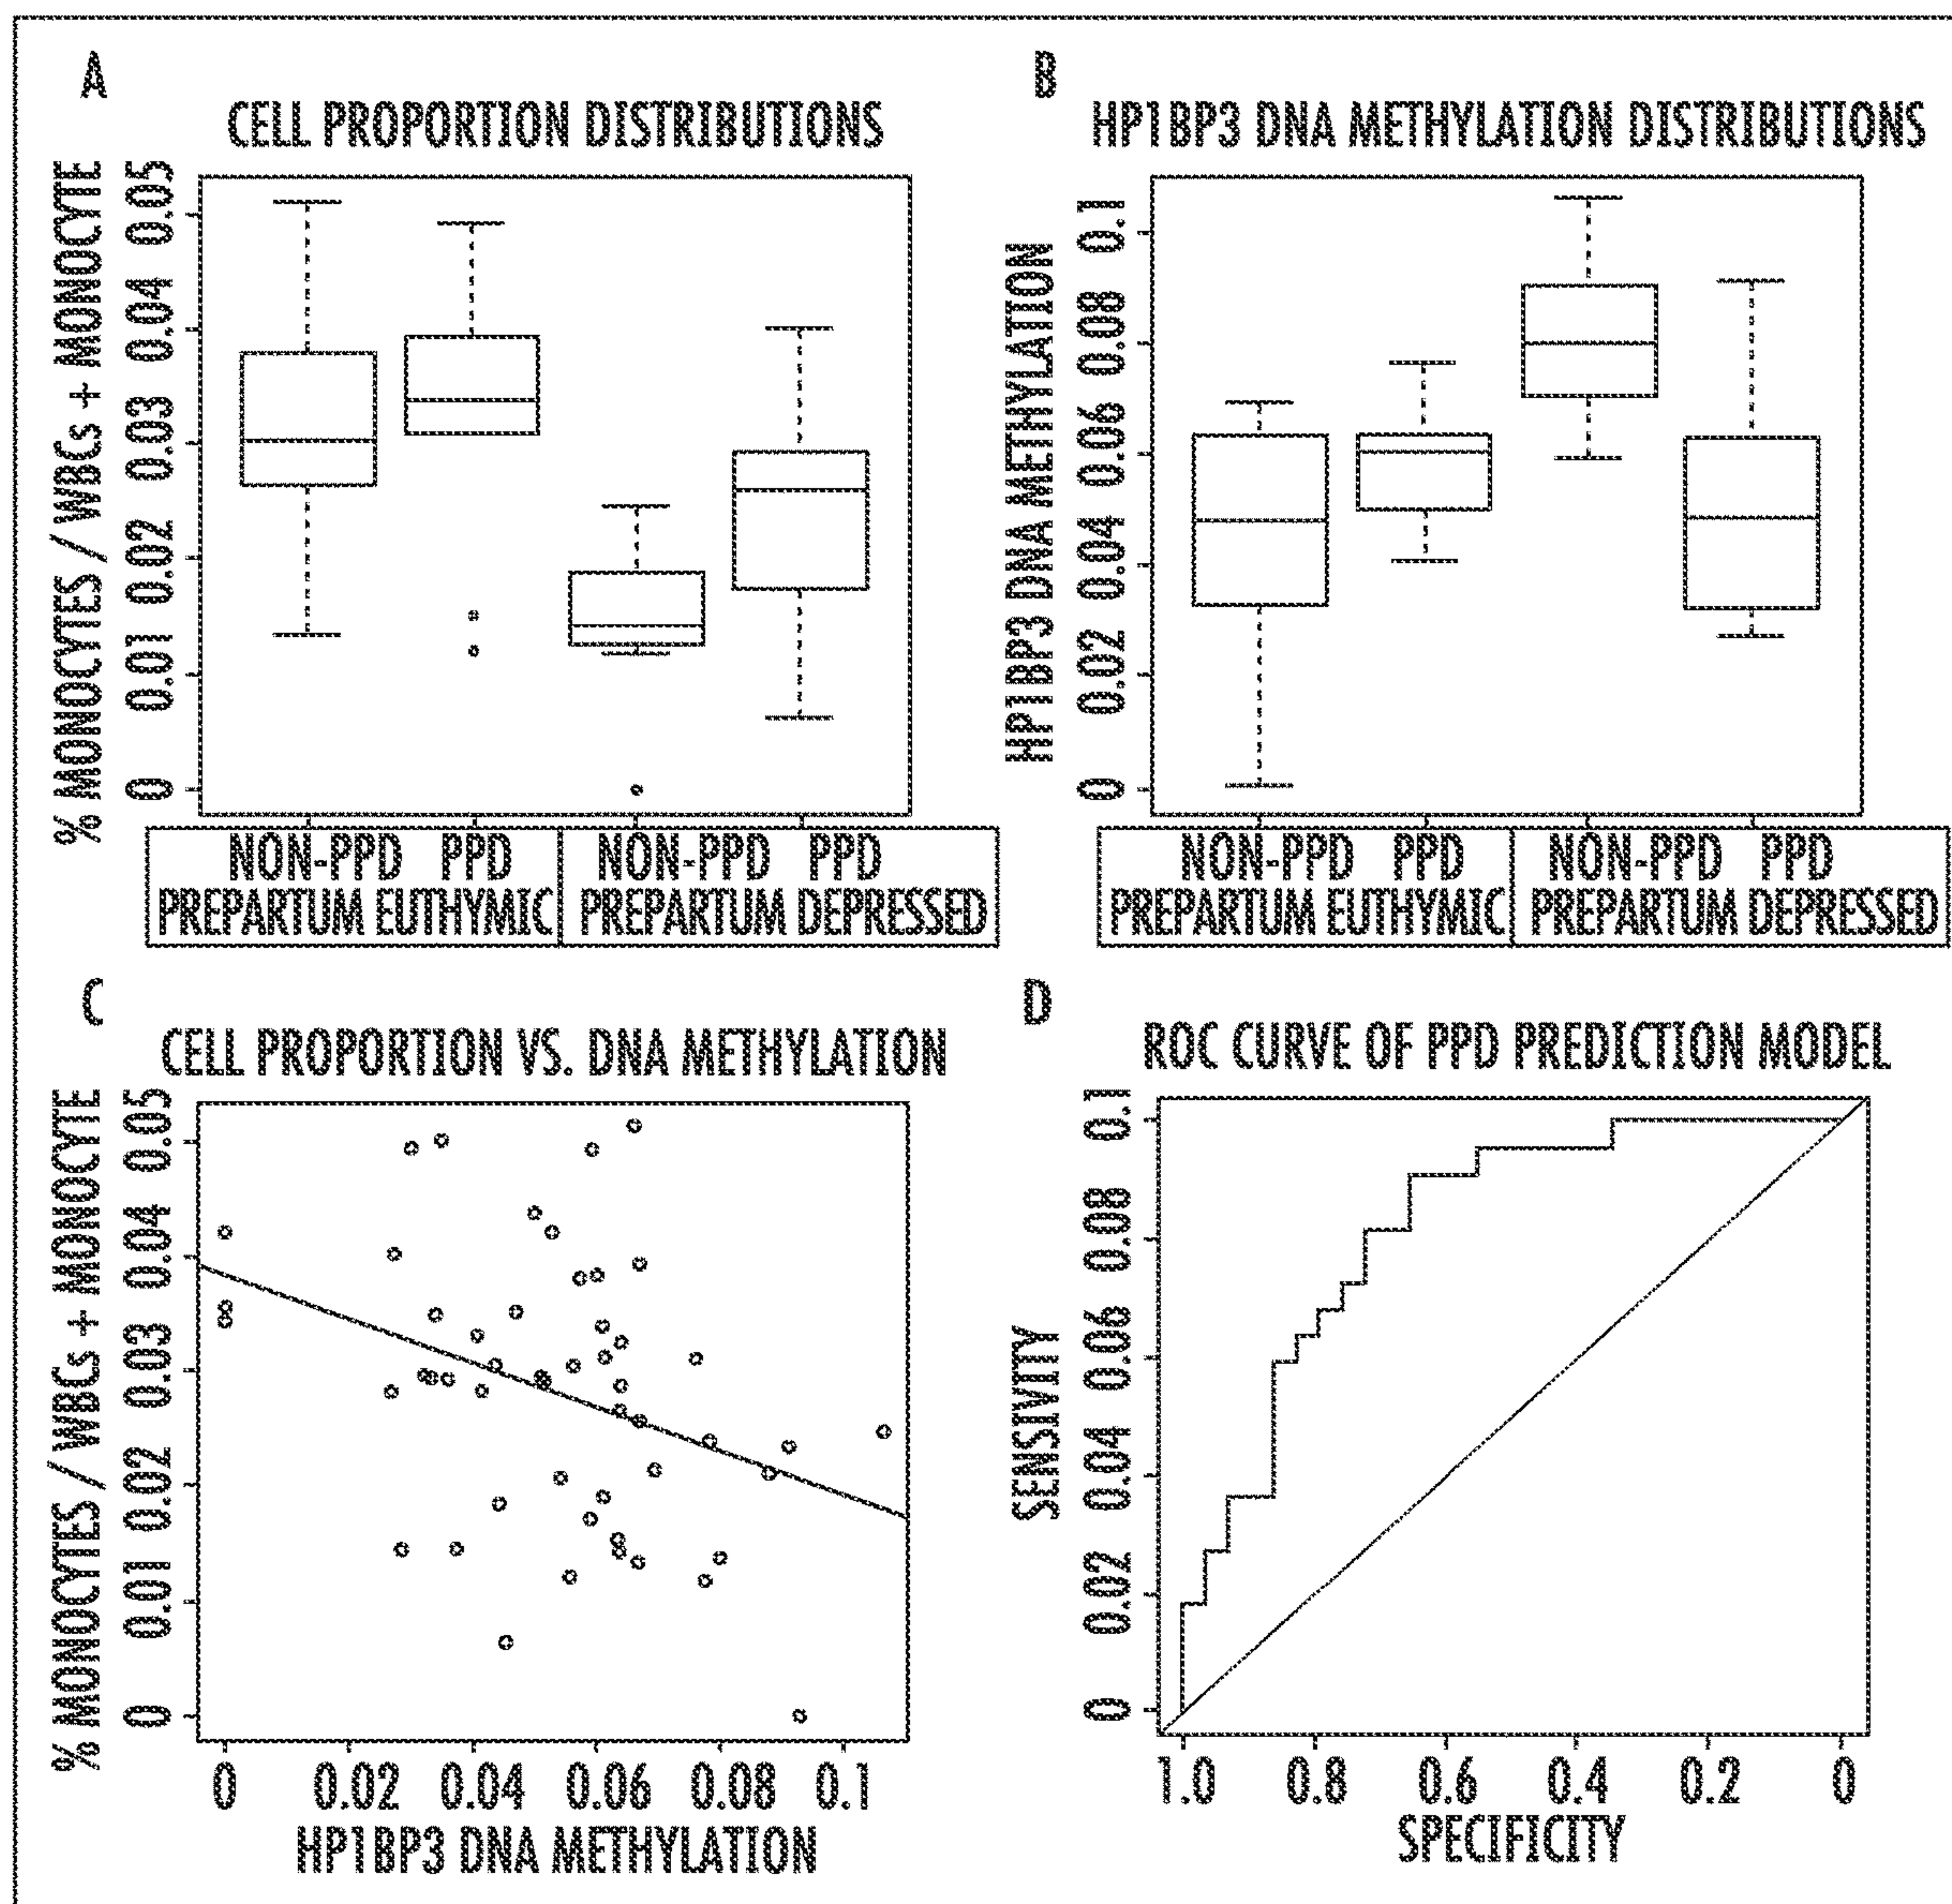 A
CELL PROPORTION DISTRIBUTIONS
% MONOCYTES / WBCs + MONOCYTE
0 0.01 0.02 0.03 0.04 0.05
NON-PPD PPD NON-PPD PPD
PREPARTUM EUTHYMIC PREPARTUM DEPRESSED
B
HP1BP3 DNA METHYLATION DISTRIBUTIONS
HP1BP3 DNA METHYLATION
0 0.02 0.04 0.06 0.08 0.1
NON-PPD PPD NON-PPD PPD
PREPARTUM EUTHYMIC PREPARTUM DEPRESSED
C
CELL PROPORTION VS. DNA METHYLATION
% MONOCYTES / WBCs + MONOCYTE
0 0.01 0.02 0.03 0.04 0.05
0 0.02 0.04 0.06 0.08 0.1
HP1BP3 DNA METHYLATION
D
ROC CURVE OF PPD PREDICTION MODEL
SENSIVITY
0 0.02 0.04 0.06 0.08 0.1
1.0 0.8 0.6 0.4 0.2 0
SPECIFICITY